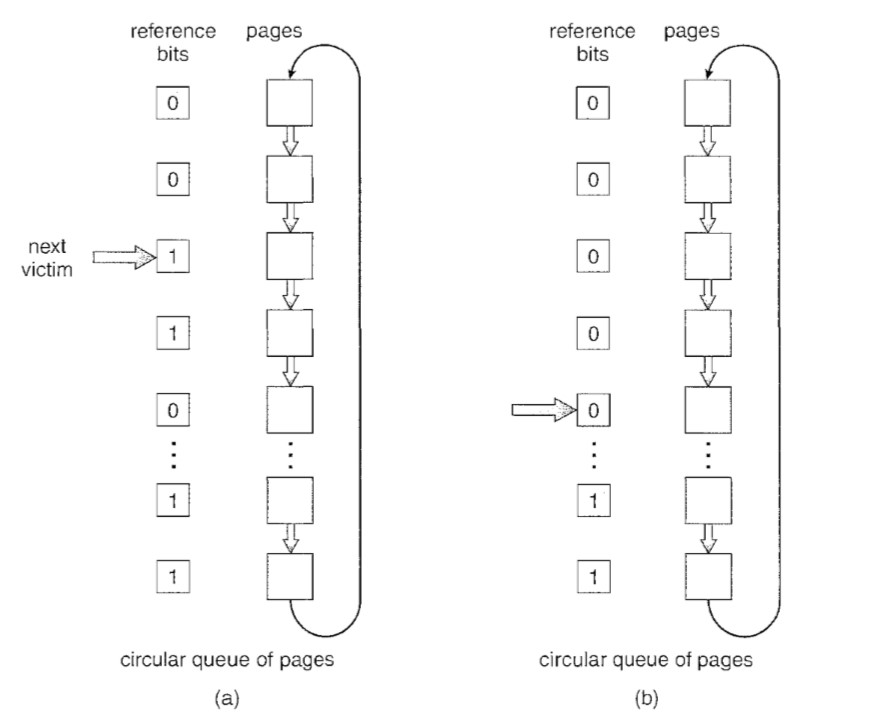 reference pages
bits
0
0
next
victim
1
1
0
1
1
circular queue of pages
(a)
reference pages
bits
0
0
0
0
0
1
1
circular queue of pages
(b)